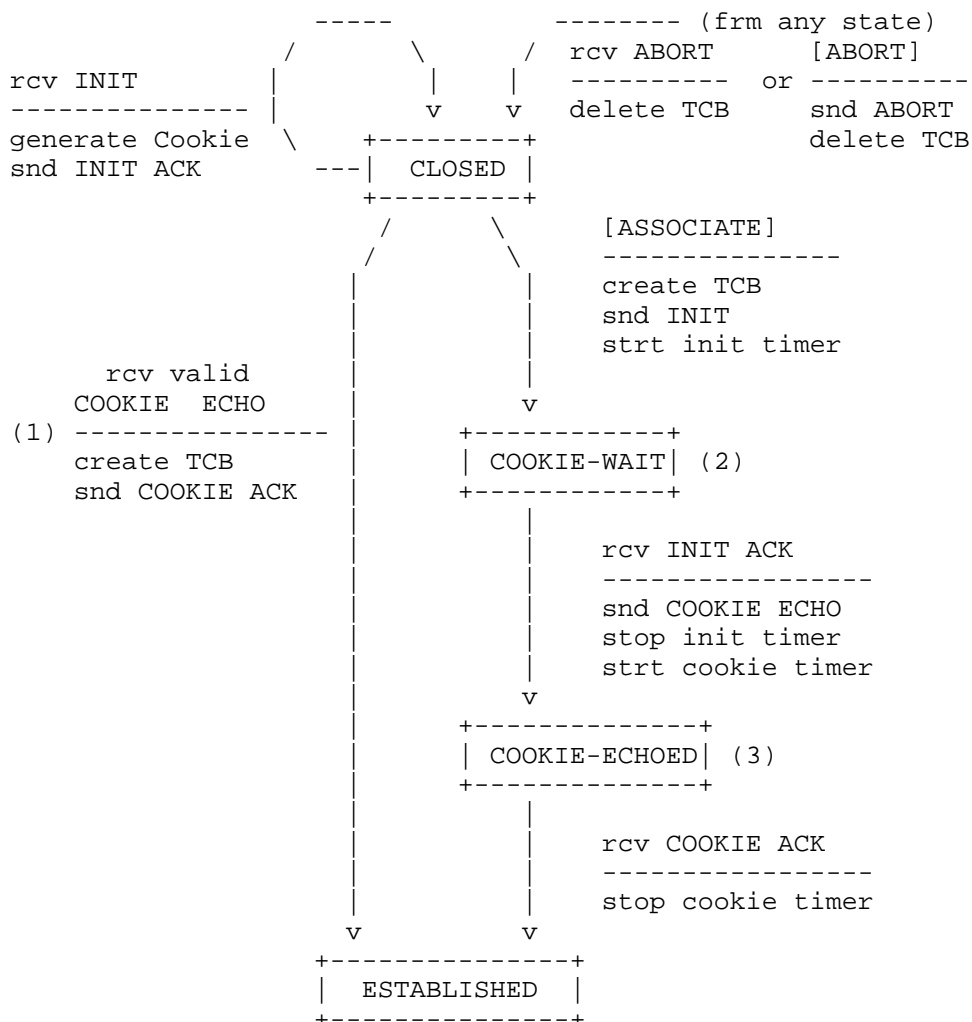 -----          -------- (frm any state)
                     /       \      /  rcv ABORT      [ABORT]
rcv INIT            |         |    |   ----------  or ----------
--------------- |             v    v   delete TCB     snd ABORT
generate Cookie  \       +---------+                  delete TCB
snd INIT ACK       ---|  CLOSED |
                         +---------+
                          /       \      [ASSOCIATE]
                         /         \     ---------------
                        |           |    create TCB
                        |           |    snd INIT
                        |           |    strt init timer
      rcv valid         |           |
    COOKIE  ECHO        |           v
(1) ---------------- |      +------------+
    create TCB          |      | COOKIE-WAIT| (2)
    snd COOKIE ACK      |      +------------+
                        |           |
                        |           |    rcv INIT ACK
                        |           |    -----------------
                        |           |    snd COOKIE ECHO
                        |           |    stop init timer
                        |           |    strt cookie timer
                        |           v
                        |      +--------------+
                        |      | COOKIE-ECHOED| (3)
                        |      +--------------+
                        |           |
                        |           |    rcv COOKIE ACK
                        |           |    -----------------
                        |           |    stop cookie timer
                        v           v
                      +---------------+
                      |  ESTABLISHED  |
                      +---------------+